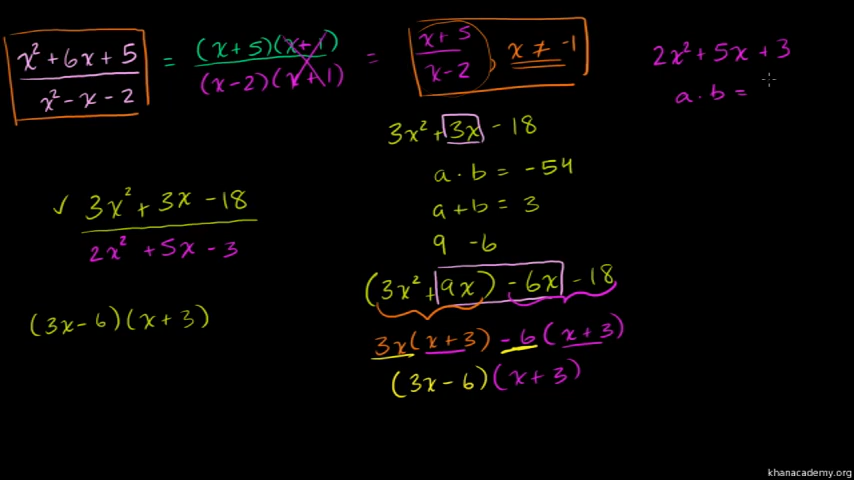 x² + 6x + 5 / x² - x - 2 = (x+5)(x+1) / (x-2)(x+1) = x+5 / x-2, x ≠ -1
2x² + 5x + 3
a · b =
3x² + 3x - 18
a · b = -54
a + b = 3
9 -6
(3x² + 9x) - 6x - 18
3x(x+3) - 6(x+3)
(3x - 6)(x + 3)
✓ 3x² + 3x - 18 / 2x² + 5x - 3
(3x - 6)(x + 3)
khanacademy.org